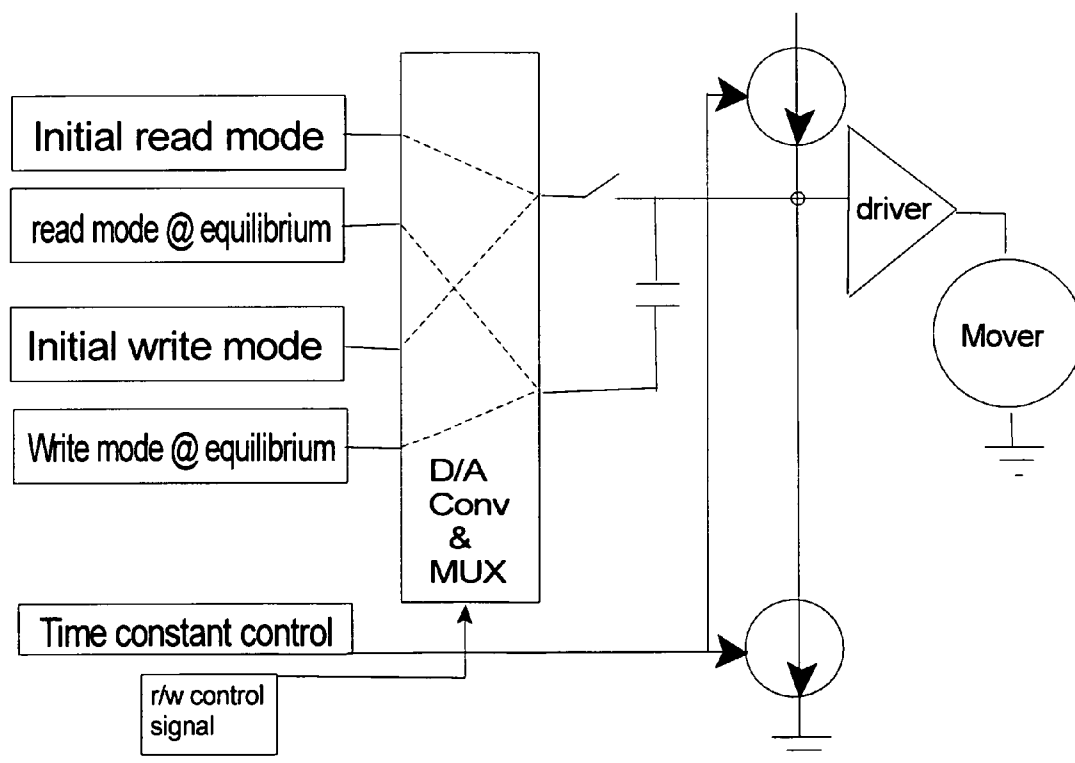 Initial read mode
read mode @ equilibrium
Initial write mode
Write mode @ equilibrium
D/A
Conv
&
MUX
driver
Mover
Time constant control
r/w control
signal